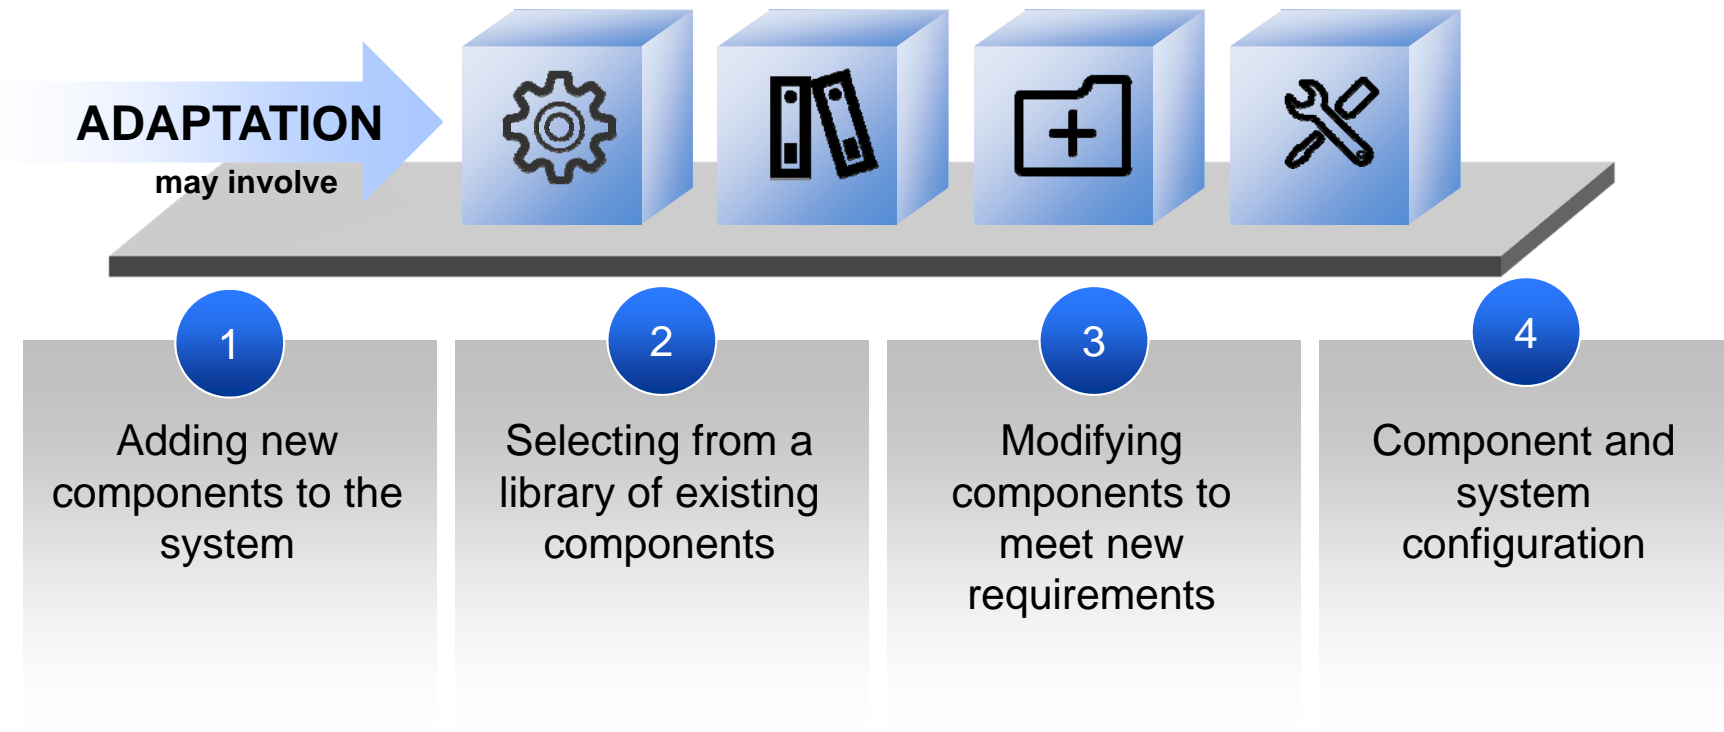 ADAPTATION
may involve
1
Adding new
components to the
system
2
Selecting from a
library of existing
components
3
Modifying
components to
meet new
requirements
4
Component and
system
configuration